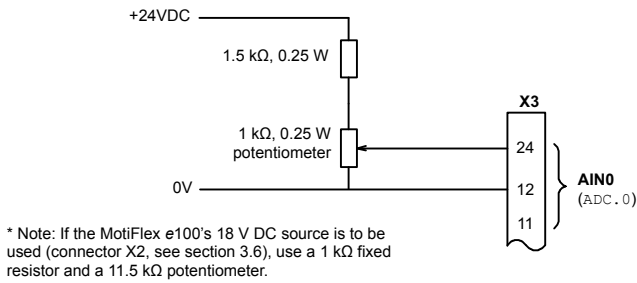 +24VDC
1.5 kΩ, 0.25 W
X3
1 kΩ, 0.25 W
potentiometer
24
0V
12
AIN0
(ADC.0)
11
* Note: If the MotiFlex e100's 18 V DC source is to be
used (connector X2, see section 3.6), use a 1 kΩ fixed
resistor and a 11.5 kΩ potentiometer.